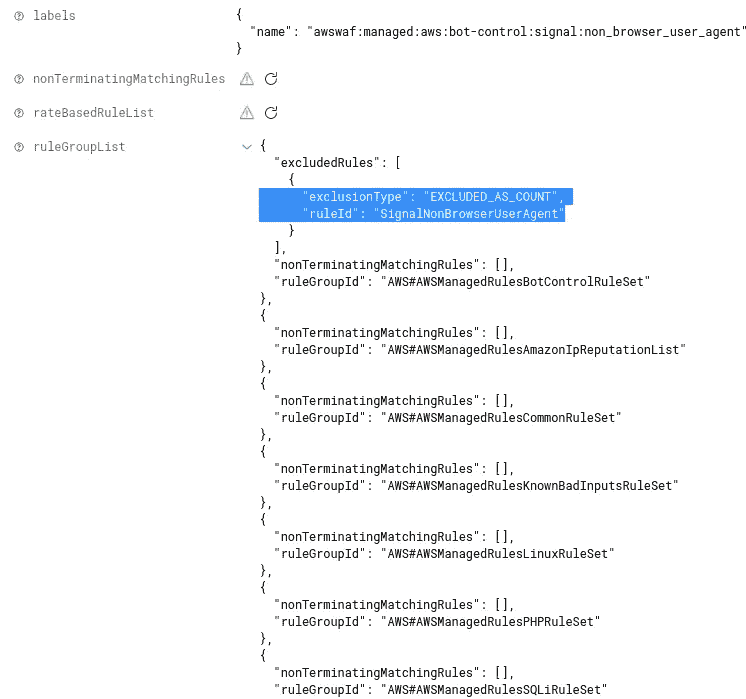 labels
{
"name": "awswaf:managed:aws:bot-control:signal:non_browser_user_agent"
}
nonTerminatingMatchingRules
rateBasedRuleList
ruleGroupList
{
"excludedRules": [
{
"exclusionType": "EXCLUDED_AS_COUNT",
"ruleId": "SignalNonBrowserUserAgent"
}
],
"nonTerminatingMatchingRules": [],
"ruleGroupId": "AWS#AWSManagedRulesBotControlRuleSet"
},
{
"nonTerminatingMatchingRules": [],
"ruleGroupId": "AWS#AWSManagedRulesAmazonIpReputationList"
},
{
"nonTerminatingMatchingRules": [],
"ruleGroupId": "AWS#AWSManagedRulesCommonRuleSet"
},
{
"nonTerminatingMatchingRules": [],
"ruleGroupId": "AWS#AWSManagedRulesKnownBadInputsRuleSet"
},
{
"nonTerminatingMatchingRules": [],
"ruleGroupId": "AWS#AWSManagedRulesLinuxRuleSet"
},
{
"nonTerminatingMatchingRules": [],
"ruleGroupId": "AWS#AWSManagedRulesPHPRuleSet"
},
{
"nonTerminatingMatchingRules": [],
"ruleGroupId": "AWS#AWSManagedRulesSQLiRuleSet"